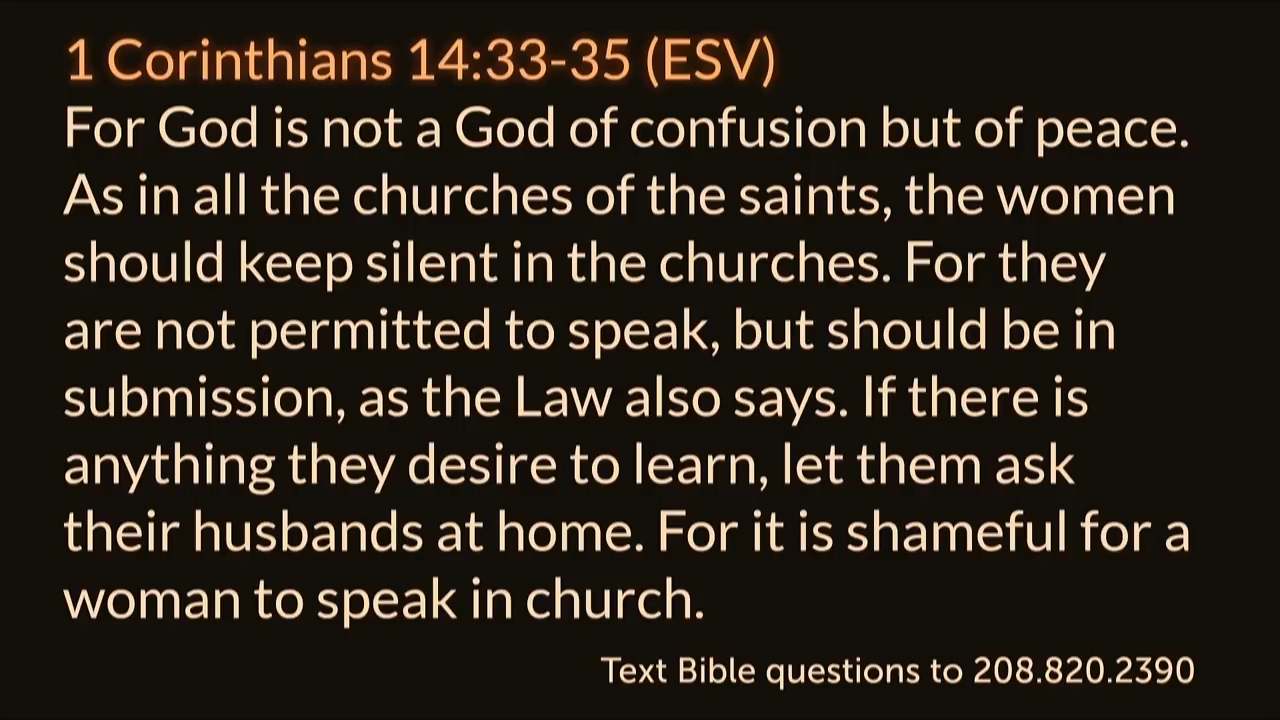 1 Corinthians 14:33-35 (ESV)
For God is not a God of confusion but of peace.
As in all the churches of the saints, the women
should keep silent in the churches. For they
are not permitted to speak, but should be in
submission, as the Law also says. If there is
anything they desire to learn, let them ask
their husbands at home. For it is shameful for a
woman to speak in church.
Text Bible questions to 208.820.2390